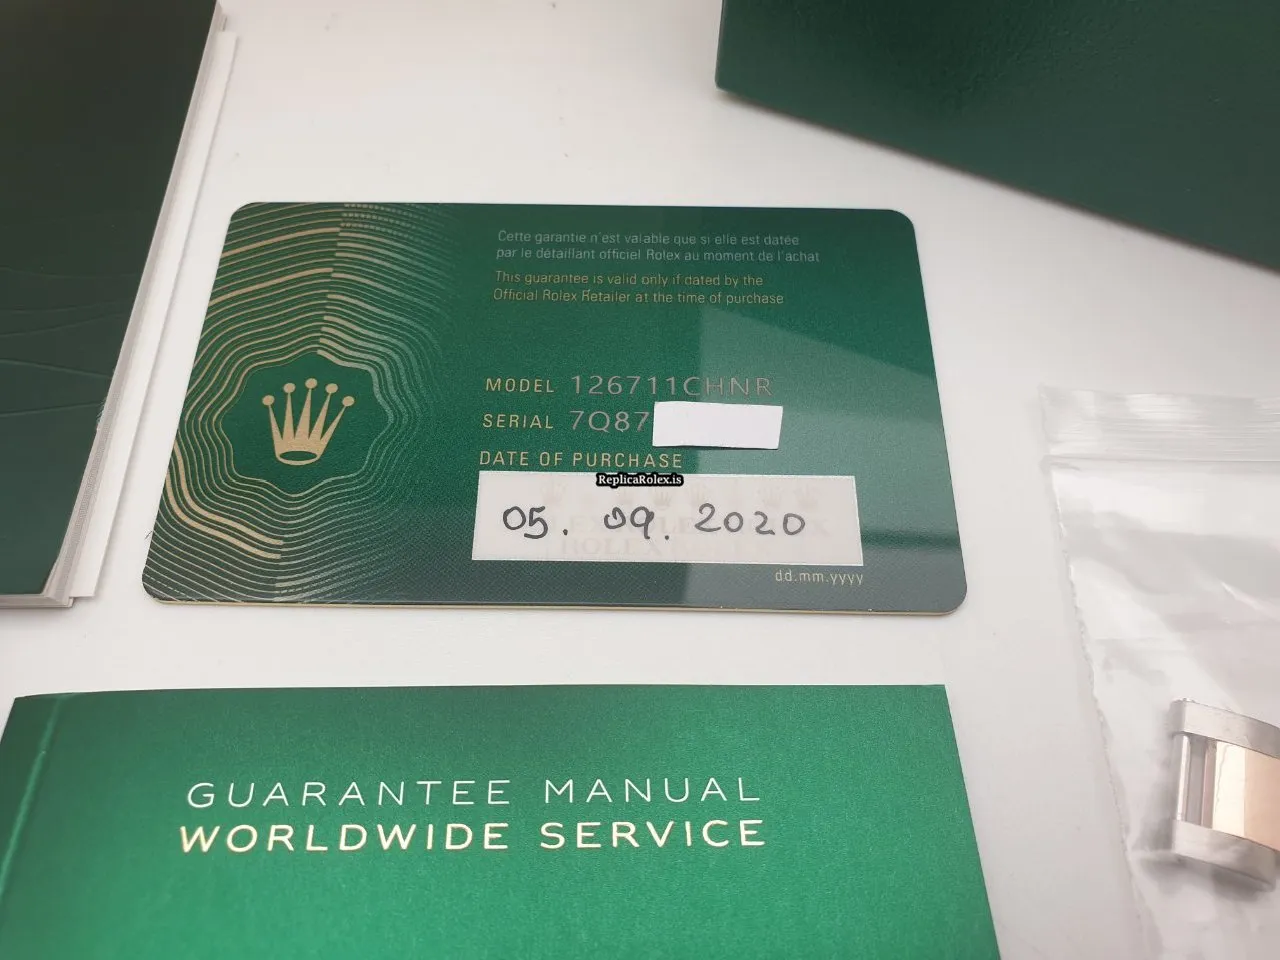 Cette garantie n'est valable que si elle est datée
par le détaillant officiel Rolex au moment de l'achat
This guarantee is valid only if dated by the
Official Rolex Retailer at the time of purchase
MODEL 126711CHNR
SERIAL 7Q87
DATE OF PURCHASE
ReplicaRolex.is
05. 09. 2020
dd.mm.yyyy
GUARANTEE MANUAL
WORLDWIDE SERVICE